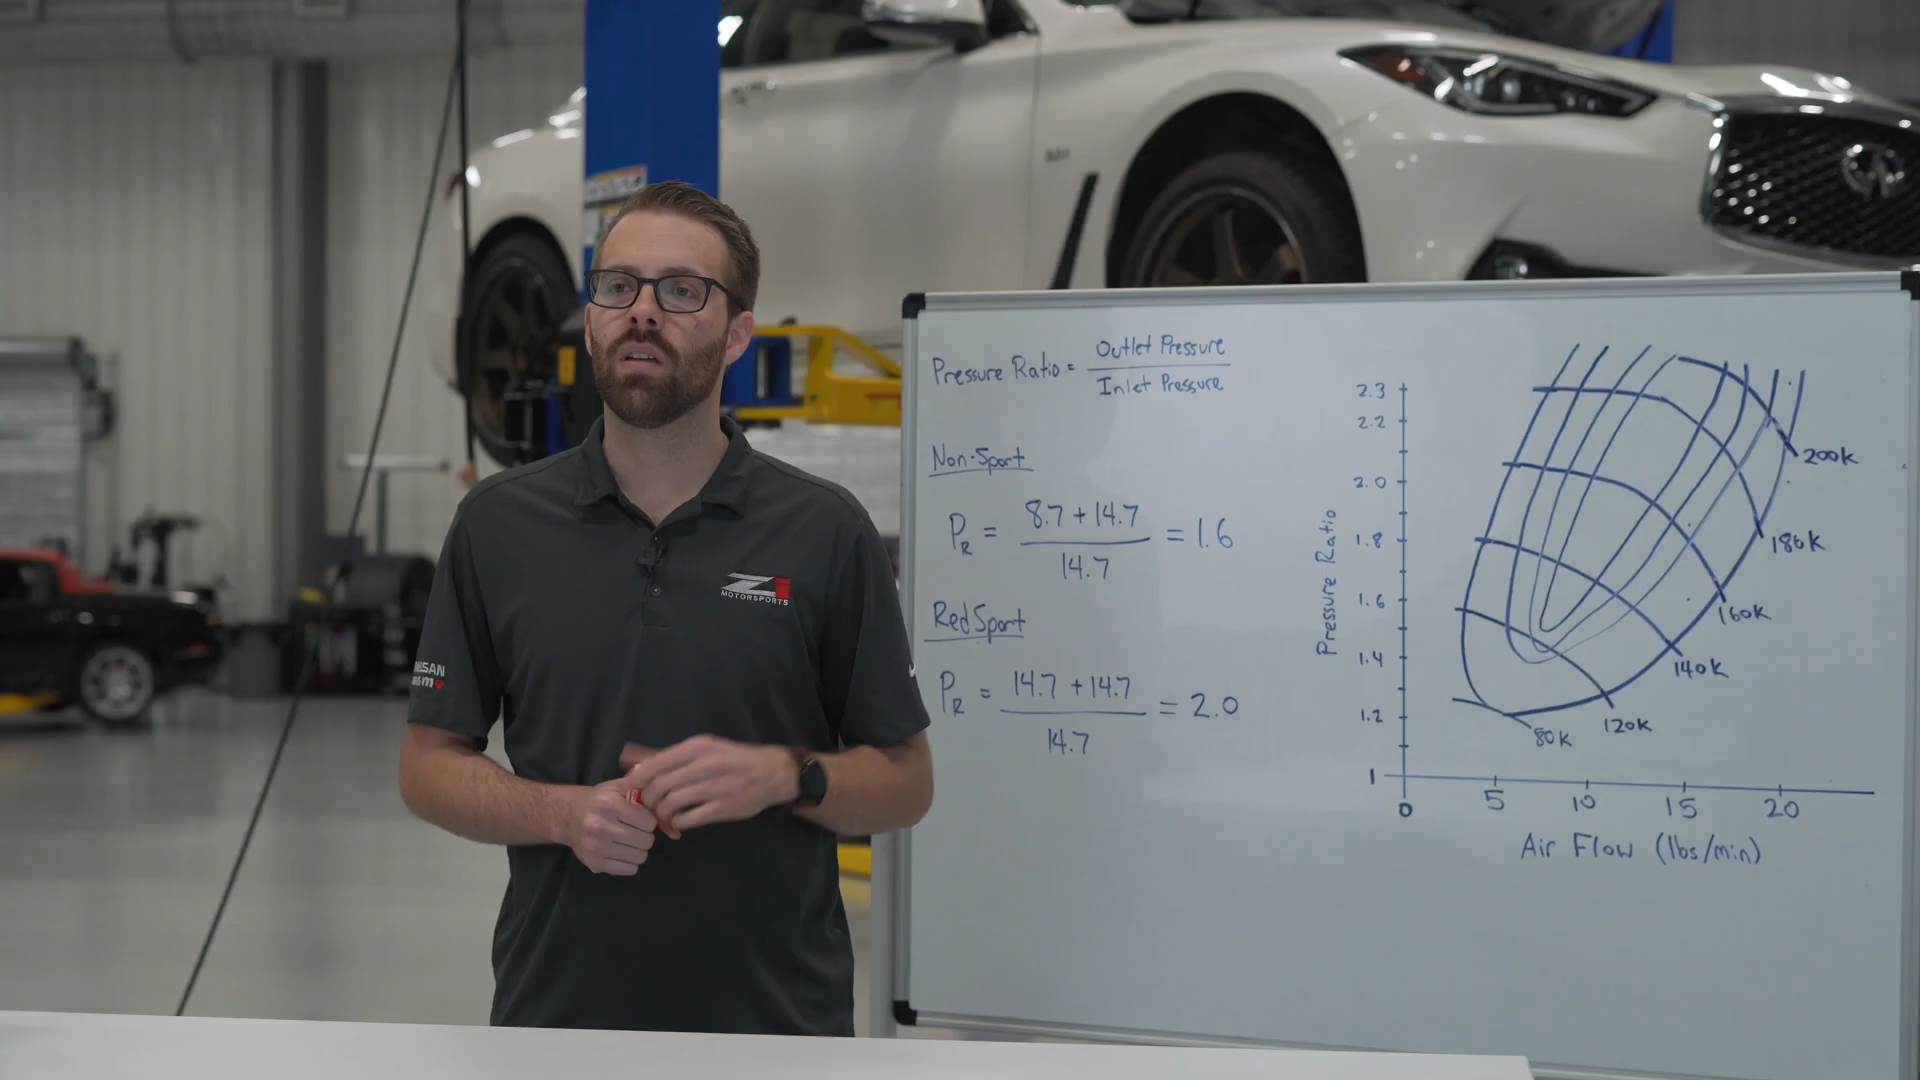 Pressure Ratio = Outlet Pressure
Inlet Pressure
Non-Sport
PR = 8.7 + 14.7 = 1.6
14.7
Red Sport
PR = 14.7 + 14.7 = 2.0
14.7
Pressure Ratio
2.3
2.2
2.0
1.8
1.6
1.4
1.2
1
0
5
10
15
20
Air Flow (lbs/min)
200K
180K
160K
140K
120K
80K
Z1
MOTORSPORTS